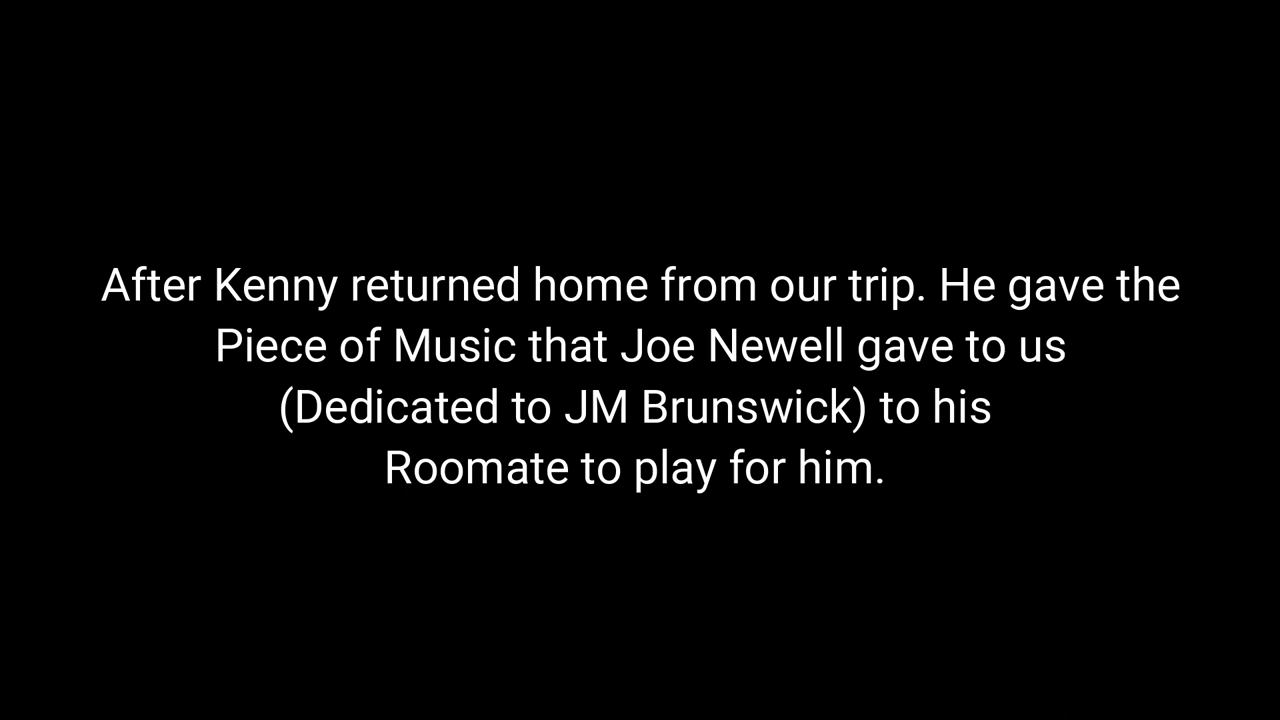 After Kenny returned home from our trip. He gave the
Piece of Music that Joe Newell gave to us
(Dedicated to JM Brunswick) to his
Roomate to play for him.